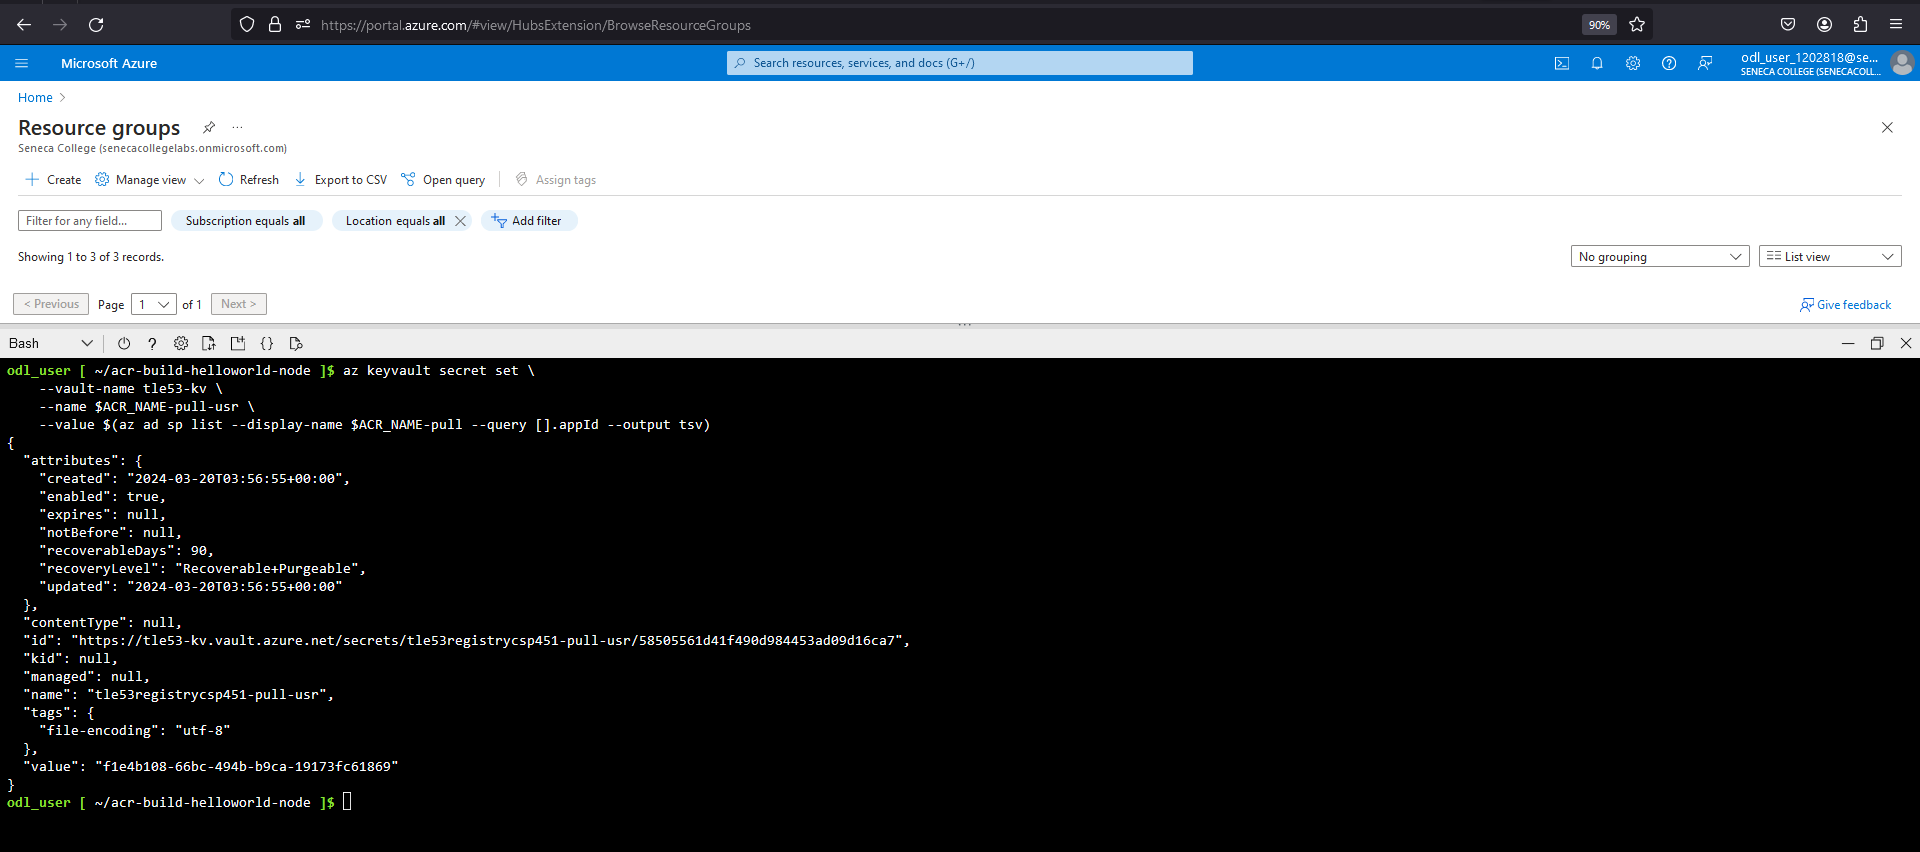 https://portal.azure.com/#view/HubsExtension/BrowseResourceGroups
90%
Microsoft Azure
Search resources, services, and docs (G+/)
odl_user_1202818@se...
SENECA COLLEGE (SENECACOLL...
Home
Resource groups
...
Seneca College (senecacollegelabs.onmicrosoft.com)
Create
Manage view
Refresh
Export to CSV
Open query
Assign tags
Filter for any field...
Subscription equals all
Location equals all
Add filter
Showing 1 to 3 of 3 records.
No grouping
List view
< Previous
Page
1
of 1
Next >
Give feedback
Bash
odl_user [ ~/acr-build-helloworld-node ]$ az keyvault secret set \
    --vault-name tle53-kv \
    --name $ACR_NAME-pull-usr \
    --value $(az ad sp list --display-name $ACR_NAME-pull --query [].appId --output tsv)
{
  "attributes": {
    "created": "2024-03-20T03:56:55+00:00",
    "enabled": true,
    "expires": null,
    "notBefore": null,
    "recoverableDays": 90,
    "recoveryLevel": "Recoverable+Purgeable",
    "updated": "2024-03-20T03:56:55+00:00"
  },
  "contentType": null,
  "id": "https://tle53-kv.vault.azure.net/secrets/tle53registrycsp451-pull-usr/58505561d41f490d984453ad09d16ca7",
  "kid": null,
  "managed": null,
  "name": "tle53registrycsp451-pull-usr",
  "tags": {
    "file-encoding": "utf-8"
  },
  "value": "f1e4b108-66bc-494b-b9ca-19173fc61869"
}
odl_user [ ~/acr-build-helloworld-node ]$